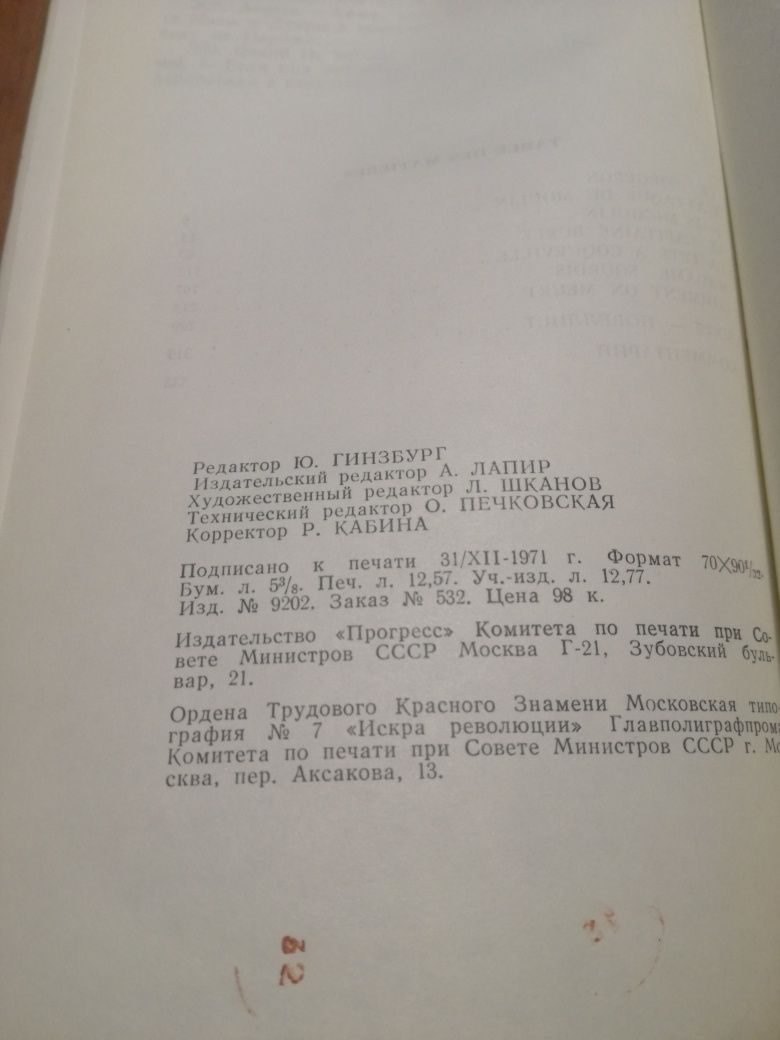 Редактор Ю. ГИНЗБУРГ
Издательский редактор А. ЛАПИР
Художественный редактор Л. ШКАНОВ
Технический редактор О. ПЕЧКОВСКАЯ
Корректор Р. КАБИНА
Подписано к печати 31/XII-1971 г. Формат 70×90¹/₃₂.
Бум. л. 5³/₈. Печ. л. 12,57. Уч.-изд. л. 12,77.
Изд. № 9202. Заказ № 532. Цена 98 к.
Издательство «Прогресс» Комитета по печати при Со-
вете Министров СССР Москва Г-21, Зубовский буль-
вар, 21.
Ордена Трудового Красного Знамени Московская типо-
графия № 7 «Искра революции» Главполиграфпрома
Комитета по печати при Совете Министров СССР г. Мо
сква, пер. Аксакова, 13.
32